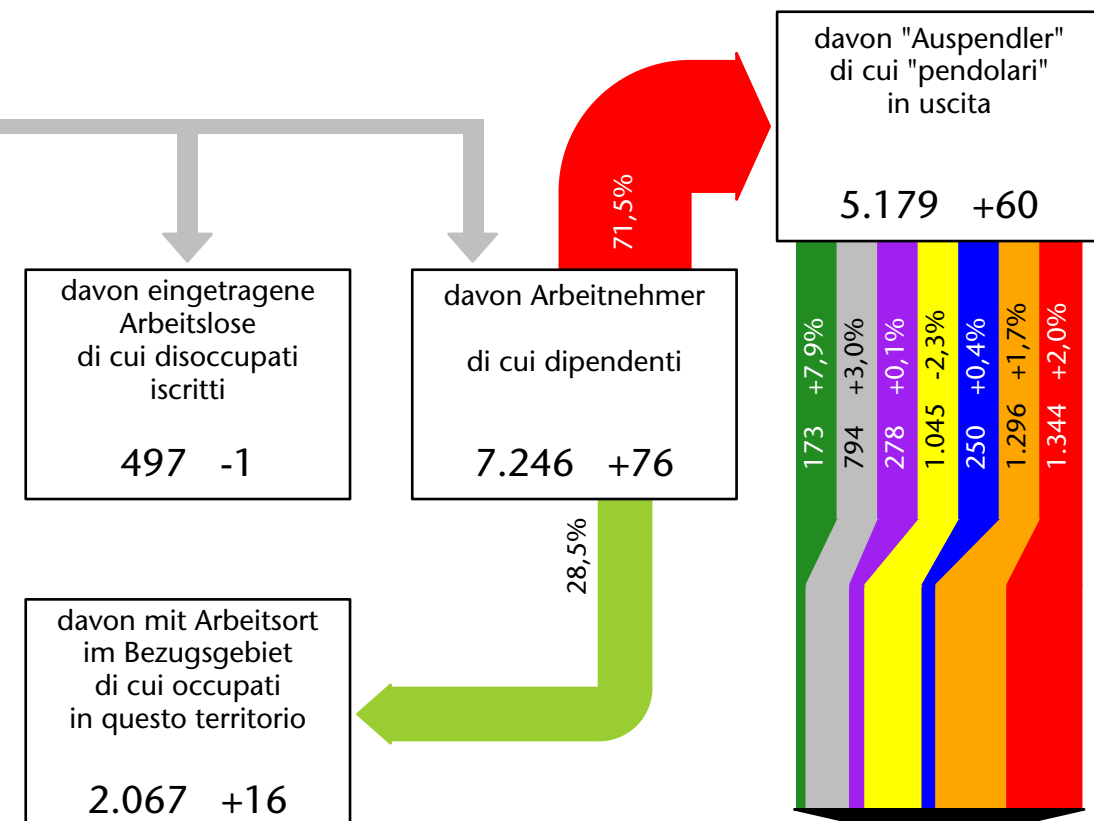 davon "Auspendler"
di cui "pendolari"
in uscita
5.179 +60
71,5%
davon eingetragene
Arbeitslose
di cui disoccupati
iscritti
497 -1
davon Arbeitnehmer
di cui dipendenti
7.246 +76
173 +7,9%
794 +3,0%
278 +0,1%
1.045 -2,3%
250 +0,4%
1.296 +1,7%
1.344 +2,0%
28,5%
davon mit Arbeitsort
im Bezugsgebiet
di cui occupati
in questo territorio
2.067 +16